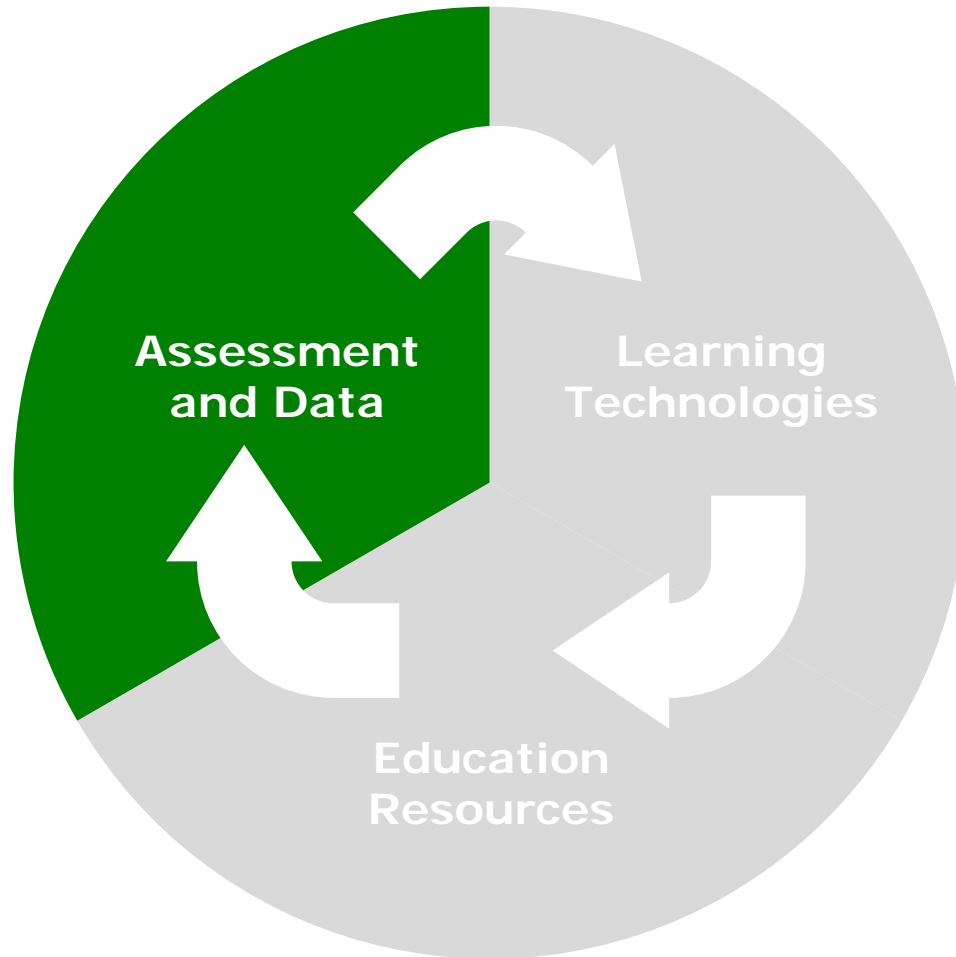 Assessment
and Data
Learning
Technologies
Education
Resources